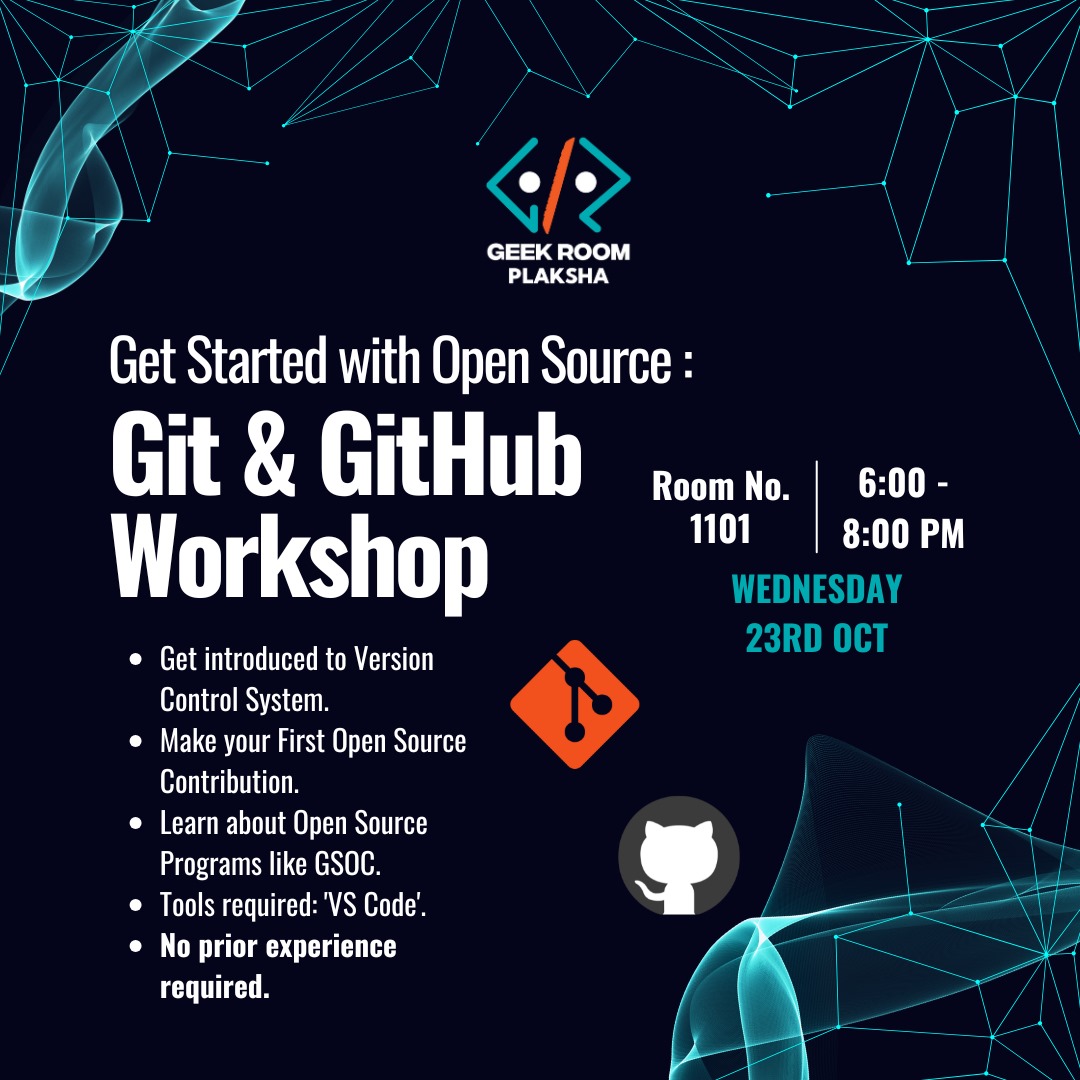 GEEK ROOM
PLAKSHA
Get Started with Open Source :
Git & GitHub
Workshop
Room No.
1101
6:00 -
8:00 PM
WEDNESDAY
23RD OCT
Get introduced to Version
Control System.
Make your First Open Source
Contribution.
Learn about Open Source
Programs like GSOC.
Tools required: 'VS Code'.
No prior experience
required.